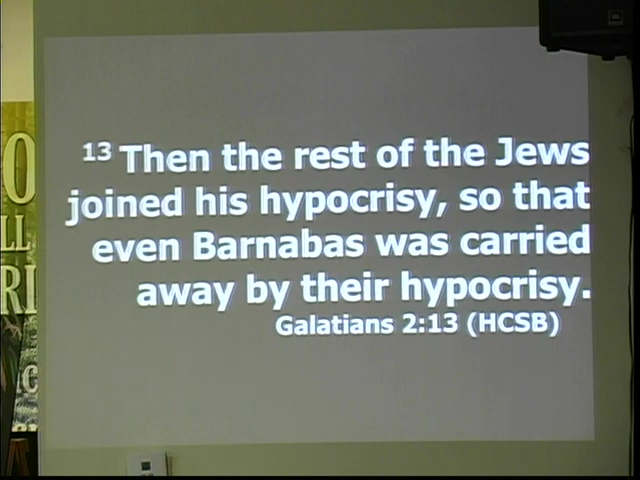 13 Then the rest of the Jews
joined his hypocrisy, so that
even Barnabas was carried
away by their hypocrisy.
Galatians 2:13 (HCSB)